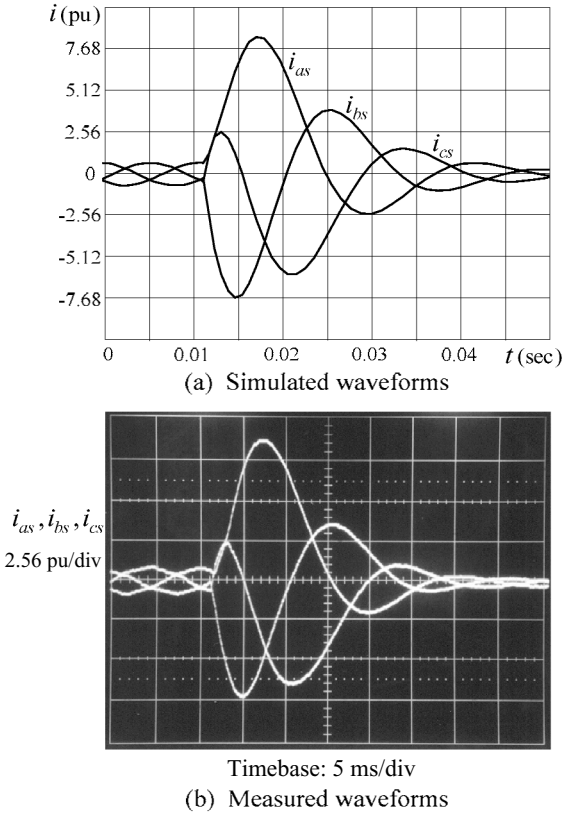 i (pu)
7.68
5.12
2.56
0
-2.56
-5.12
-7.68
i_as
i_bs
i_cs
0 0.01 0.02 0.03 0.04 t (sec)
(a) Simulated waveforms
i_as, i_bs, i_cs
2.56 pu/div
Timebase: 5 ms/div
(b) Measured waveforms